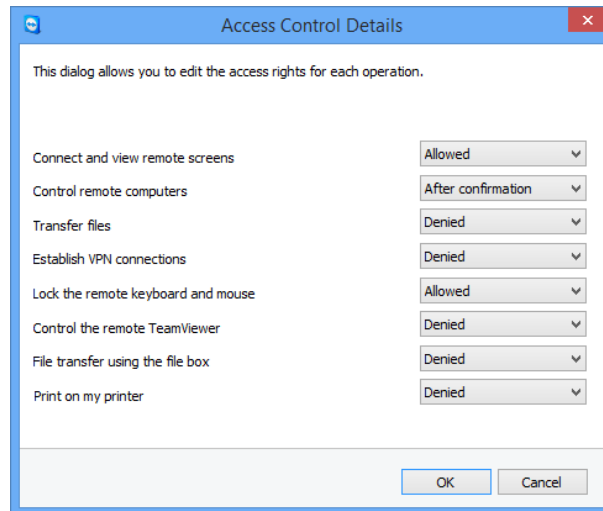 Access Control Details
This dialog allows you to edit the access rights for each operation.
Connect and view remote screens Allowed
Control remote computers After confirmation
Transfer files Denied
Establish VPN connections Denied
Lock the remote keyboard and mouse Allowed
Control the remote TeamViewer Denied
File transfer using the file box Denied
Print on my printer Denied
OK Cancel